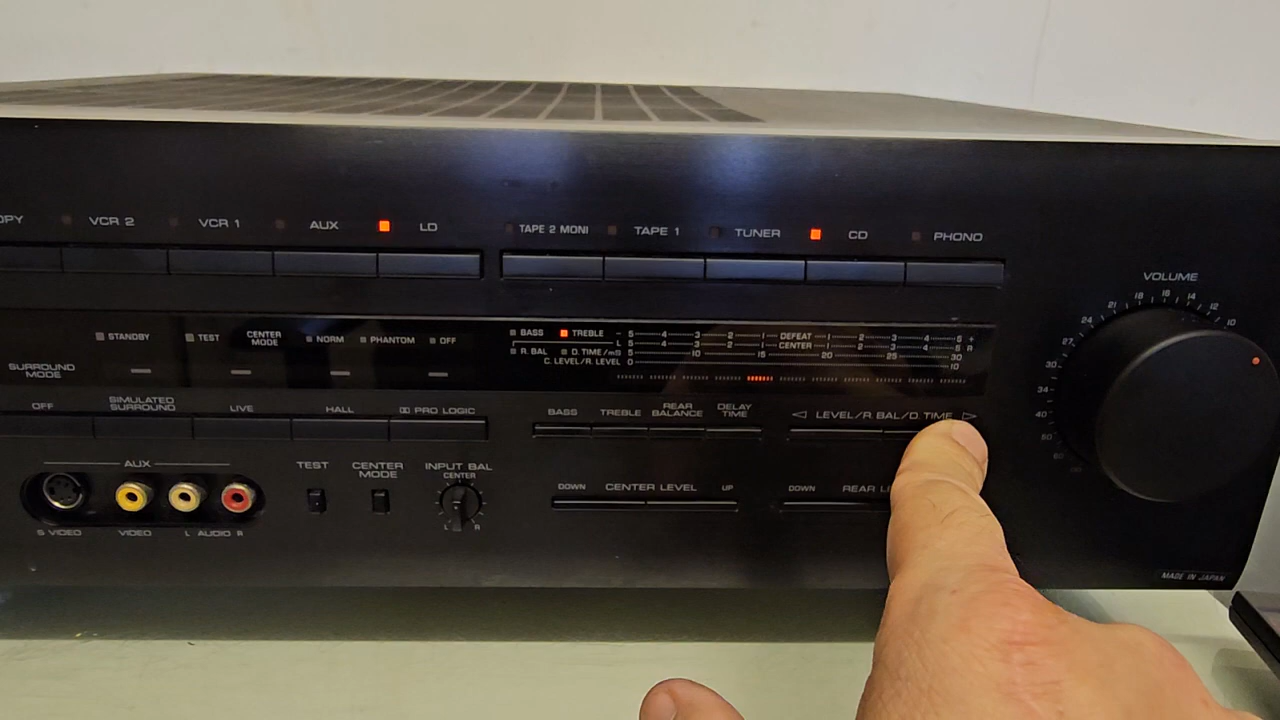 OPY VCR 2 VCR 1 AUX LD TAPE 2 MONI TAPE 1 TUNER CD PHONO
VOLUME
27 24 21 18 16 14 12 10
30
34
40
50
60
STANDBY TEST CENTER MODE NORM PHANTOM OFF
BASS TREBLE - 5 4 3 2 1 DEFEAT 1 2 3 4 6 +
L 5 4 3 2 1 CENTER 1 2 3 4 5 R
R. BAL D. TIME/mS 5 10 15 20 25 30
C. LEVEL/R. LEVEL 0 10
SURROUND MODE
OFF SIMULATED SURROUND LIVE HALL PRO LOGIC
BASS TREBLE REAR BALANCE DELAY TIME LEVEL/R. BAL/D. TIME
AUX
TEST CENTER MODE INPUT BAL
CENTER
L R
DOWN CENTER LEVEL UP DOWN REAR
S VIDEO VIDEO L AUDIO R
MADE IN JAPAN